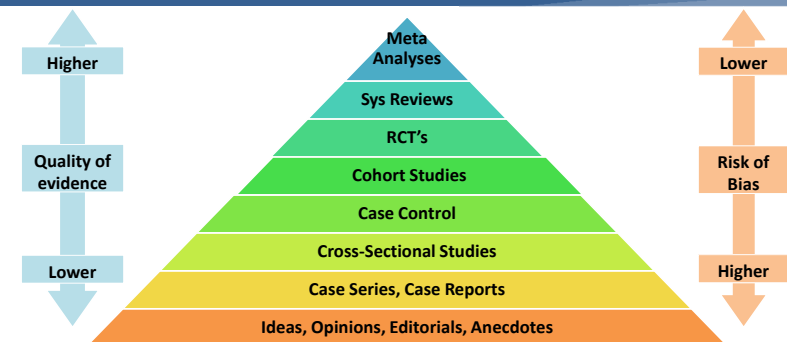 Meta
Analyses
Higher
Lower
Sys Reviews
RCT's
Quality of
evidence
Cohort Studies
Risk of
Bias
Case Control
Cross-Sectional Studies
Lower
Higher
Case Series, Case Reports
Ideas, Opinions, Editorials, Anecdotes